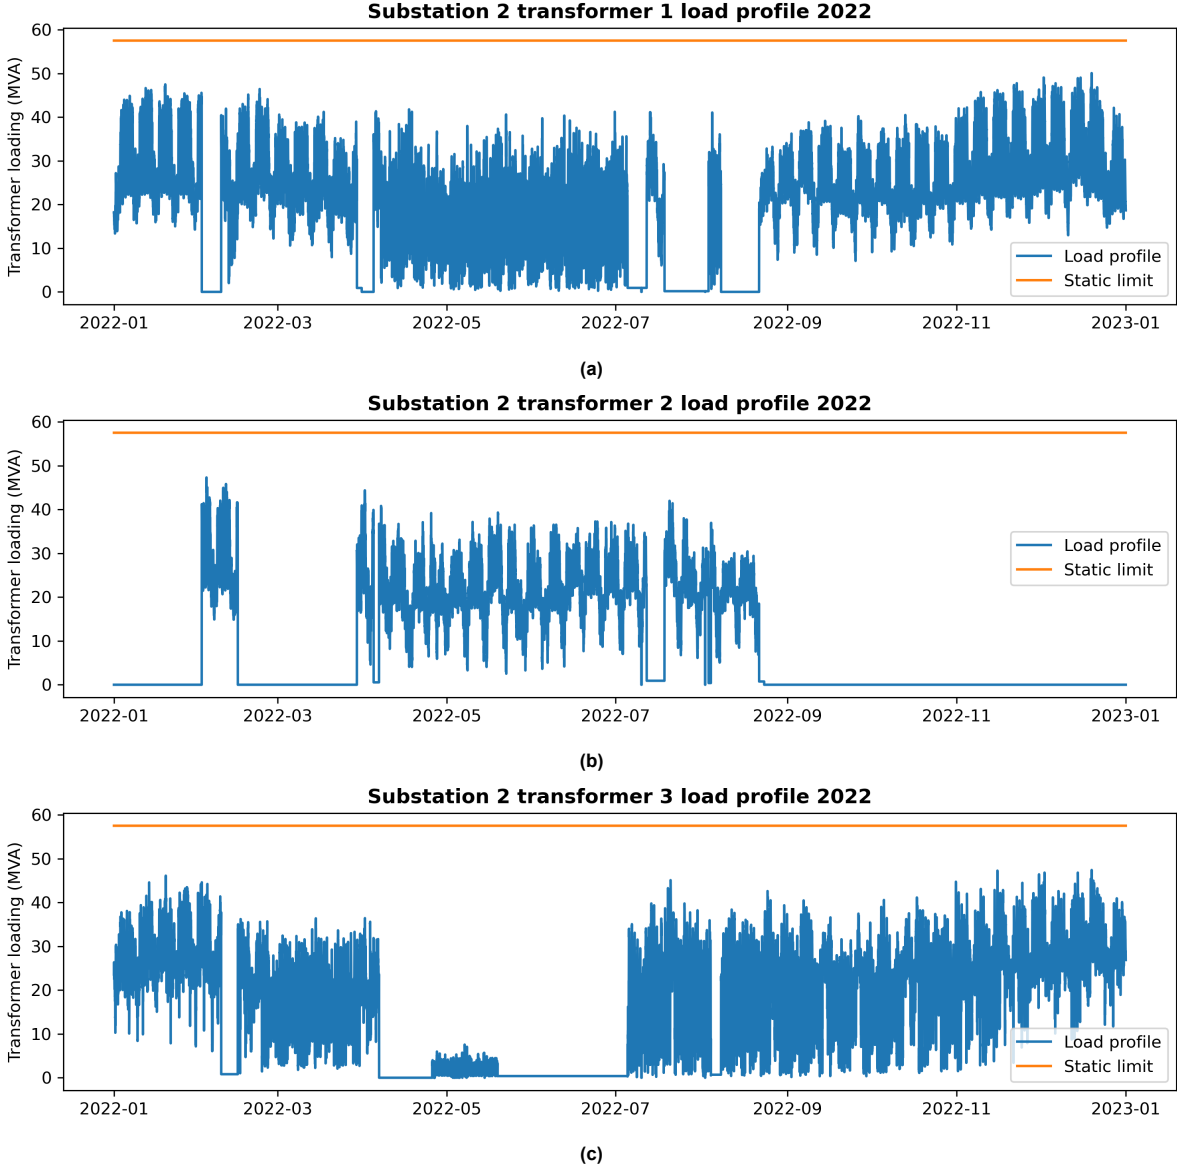 Substation 2 transformer 1 load profile 2022
Transformer loading (MVA)
60
50
40
30
20
10
0
Load profile
Static limit
2022-01 2022-03 2022-05 2022-07 2022-09 2022-11 2023-01
(a)
Substation 2 transformer 2 load profile 2022
Transformer loading (MVA)
60
50
40
30
20
10
0
Load profile
Static limit
2022-01 2022-03 2022-05 2022-07 2022-09 2022-11 2023-01
(b)
Substation 2 transformer 3 load profile 2022
Transformer loading (MVA)
60
50
40
30
20
10
0
Load profile
Static limit
2022-01 2022-03 2022-05 2022-07 2022-09 2022-11 2023-01
(c)